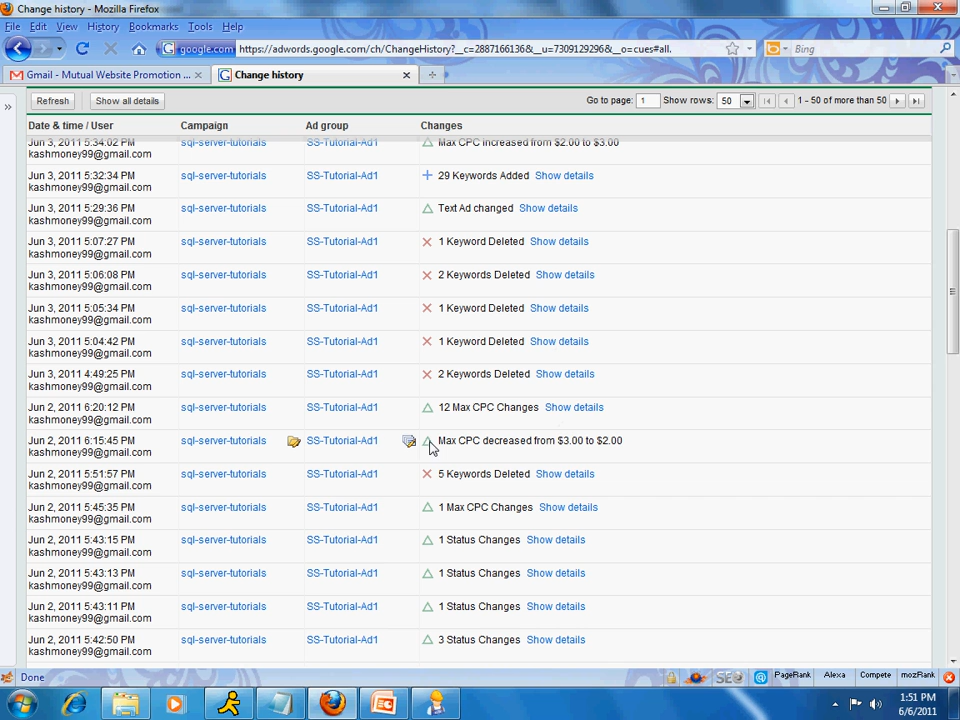 Change history - Mozilla Firefox
File Edit View History Bookmarks Tools Help
google.com https://adwords.google.com/ch/ChangeHistory?__c=2887166136&__u=7309129296&__o=cues#all. Bing
Gmail - Mutual Website Promotion ... Change history
Refresh Show all details Go to page: 1 Show rows: 50 1 - 50 of more than 50
Date & time / User Campaign Ad group Changes
Jun 3, 2011 5:34:02 PM sql-server-tutorials SS-Tutorial-Ad1 Max CPC increased from $2.00 to $3.00
kashmoney99@gmail.com
Jun 3, 2011 5:32:34 PM sql-server-tutorials SS-Tutorial-Ad1 29 Keywords Added Show details
kashmoney99@gmail.com
Jun 3, 2011 5:29:36 PM sql-server-tutorials SS-Tutorial-Ad1 Text Ad changed Show details
kashmoney99@gmail.com
Jun 3, 2011 5:07:27 PM sql-server-tutorials SS-Tutorial-Ad1 1 Keyword Deleted Show details
kashmoney99@gmail.com
Jun 3, 2011 5:06:08 PM sql-server-tutorials SS-Tutorial-Ad1 2 Keywords Deleted Show details
kashmoney99@gmail.com
Jun 3, 2011 5:05:34 PM sql-server-tutorials SS-Tutorial-Ad1 1 Keyword Deleted Show details
kashmoney99@gmail.com
Jun 3, 2011 5:04:42 PM sql-server-tutorials SS-Tutorial-Ad1 1 Keyword Deleted Show details
kashmoney99@gmail.com
Jun 3, 2011 4:49:25 PM sql-server-tutorials SS-Tutorial-Ad1 2 Keywords Deleted Show details
kashmoney99@gmail.com
Jun 2, 2011 6:20:12 PM sql-server-tutorials SS-Tutorial-Ad1 12 Max CPC Changes Show details
kashmoney99@gmail.com
Jun 2, 2011 6:15:45 PM sql-server-tutorials SS-Tutorial-Ad1 Max CPC decreased from $3.00 to $2.00
kashmoney99@gmail.com
Jun 2, 2011 5:51:57 PM sql-server-tutorials SS-Tutorial-Ad1 5 Keywords Deleted Show details
kashmoney99@gmail.com
Jun 2, 2011 5:45:35 PM sql-server-tutorials SS-Tutorial-Ad1 1 Max CPC Changes Show details
kashmoney99@gmail.com
Jun 2, 2011 5:43:15 PM sql-server-tutorials SS-Tutorial-Ad1 1 Status Changes Show details
kashmoney99@gmail.com
Jun 2, 2011 5:43:13 PM sql-server-tutorials SS-Tutorial-Ad1 1 Status Changes Show details
kashmoney99@gmail.com
Jun 2, 2011 5:43:11 PM sql-server-tutorials SS-Tutorial-Ad1 1 Status Changes Show details
kashmoney99@gmail.com
Jun 2, 2011 5:42:50 PM sql-server-tutorials SS-Tutorial-Ad1 3 Status Changes Show details
kashmoney99@gmail.com
Done SEO PageRank Alexa Compete mozRank
1:51 PM
6/6/2011